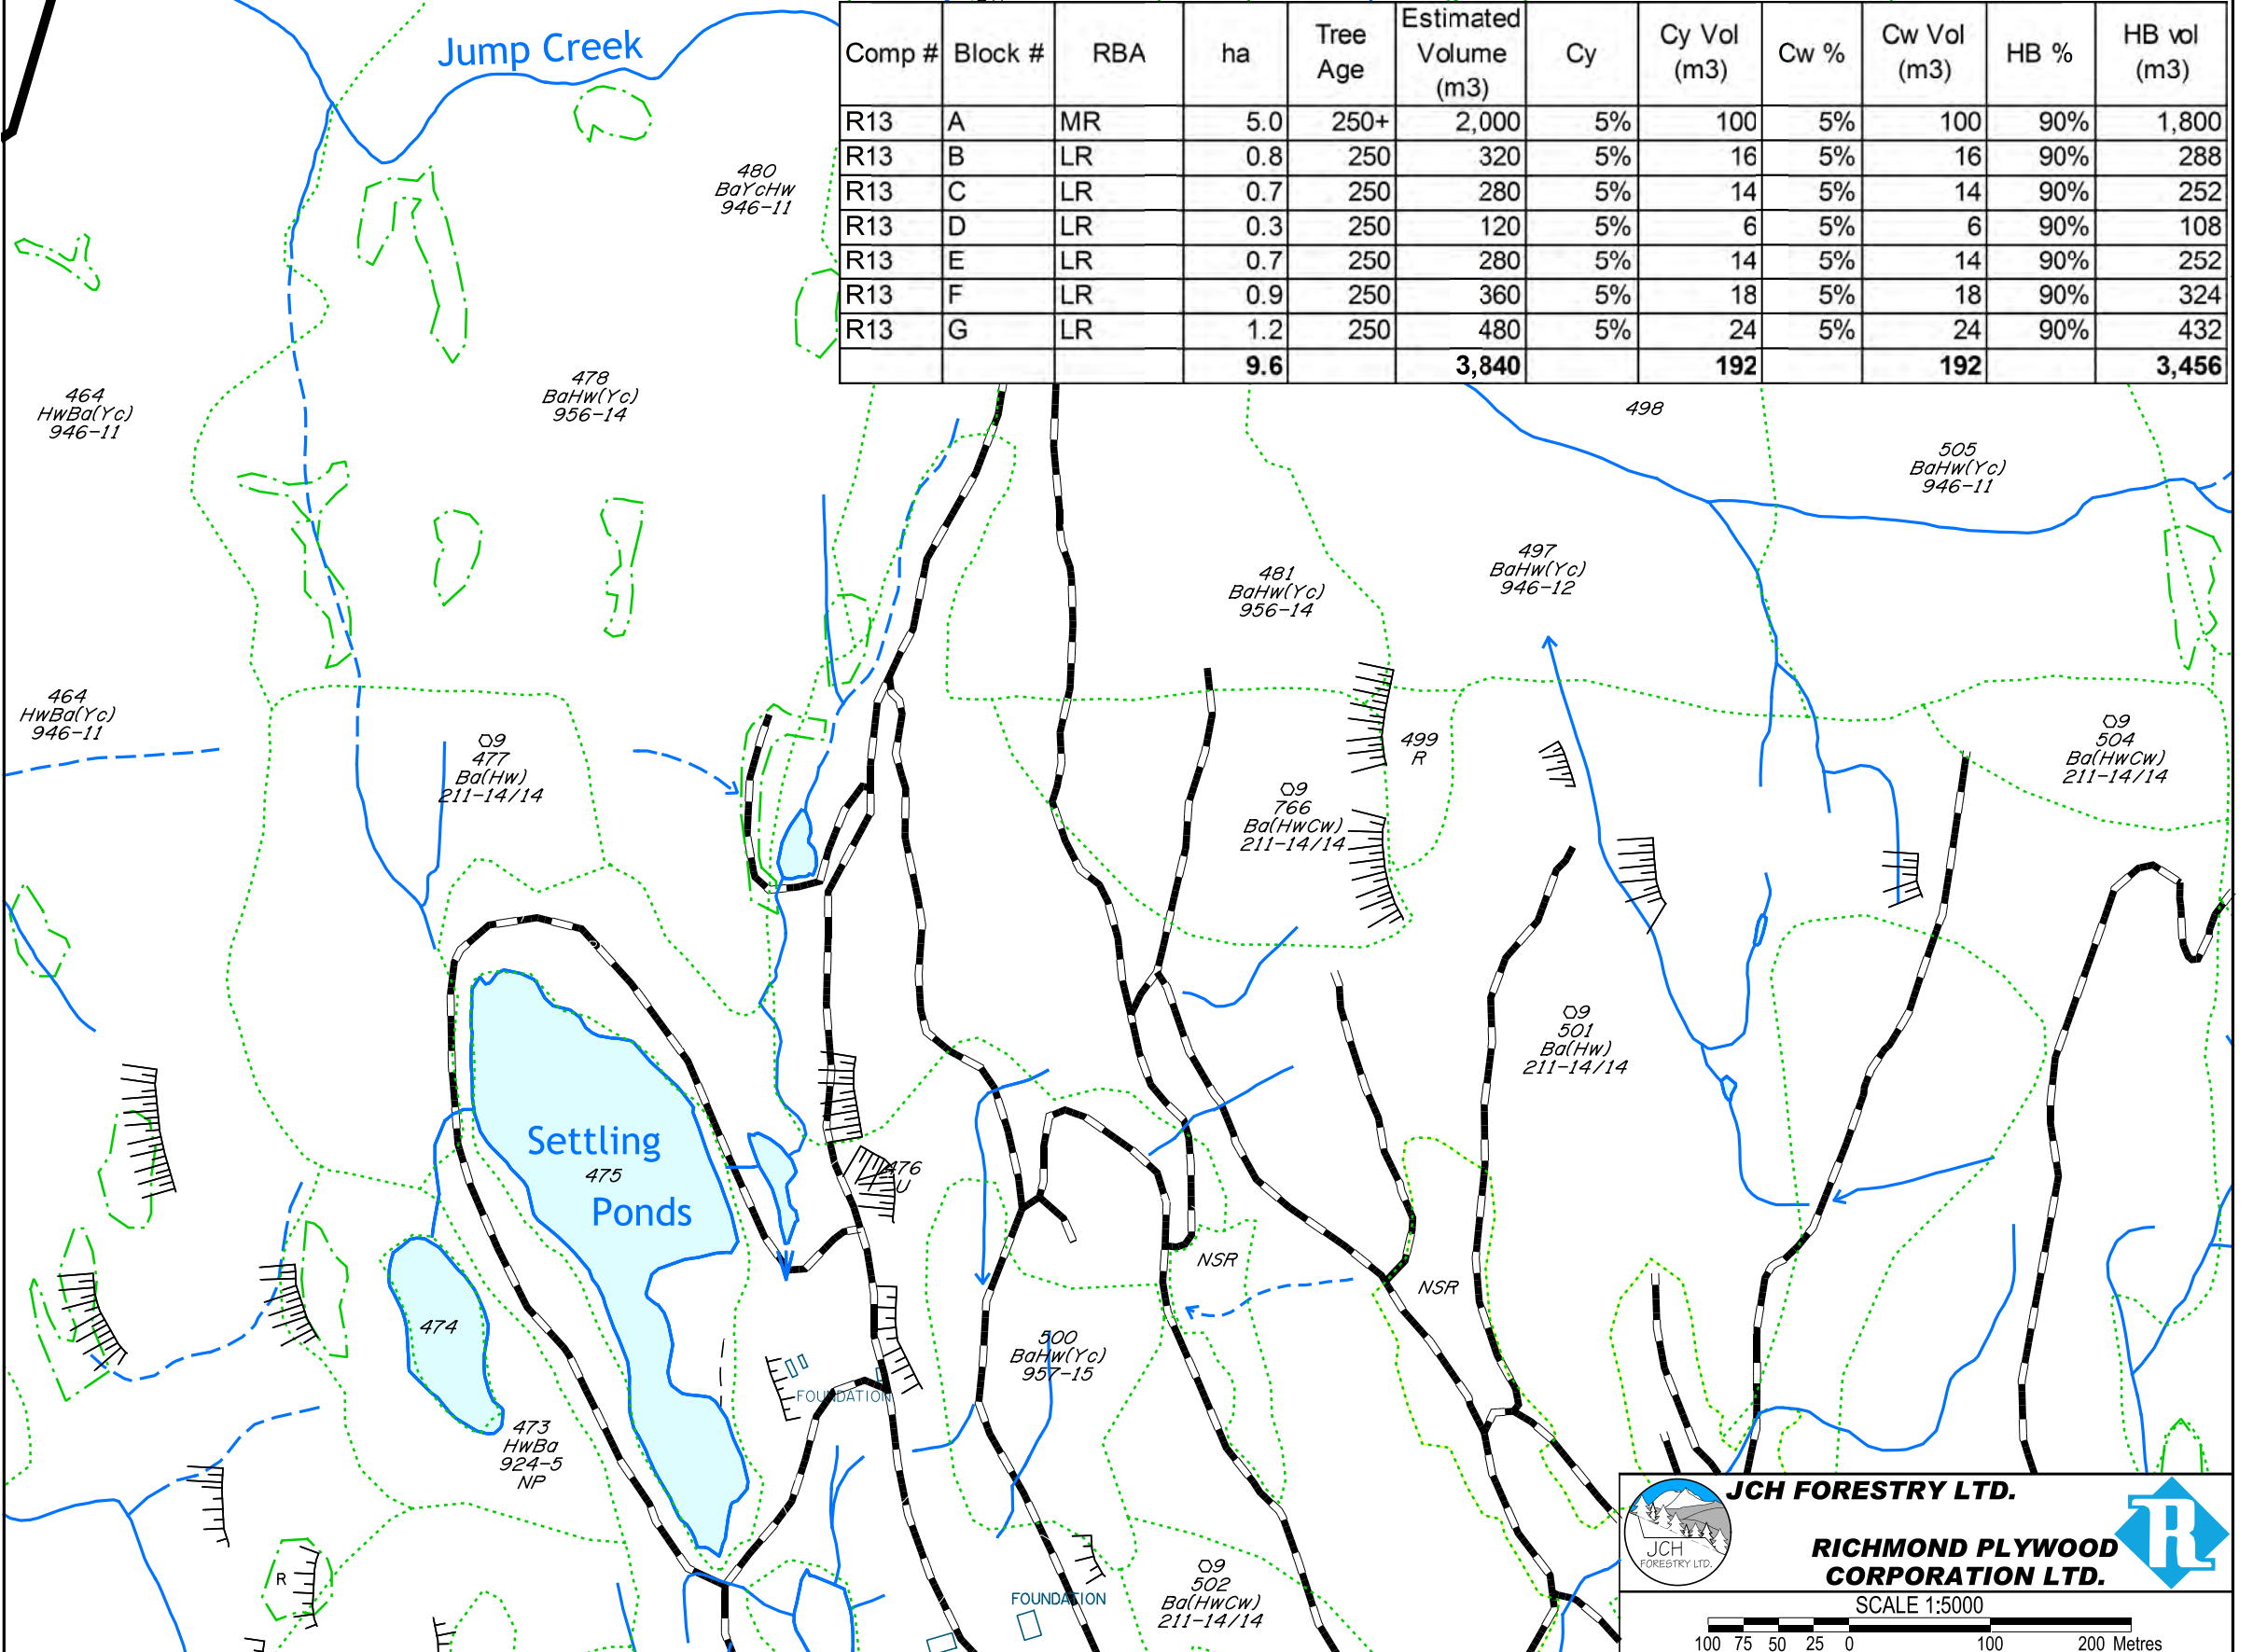 Jump Creek
Comp # Block # RBA ha Tree Age Estimated Volume (m3) Cy Cy Vol (m3) Cw % Cw Vol (m3) HB % HB vol (m3)
R13 A MR 5.0 250+ 2,000 5% 100 5% 100 90% 1,800
R13 B LR 0.8 250 320 5% 16 5% 16 90% 288
R13 C LR 0.7 250 280 5% 14 5% 14 90% 252
R13 D LR 0.3 250 120 5% 6 5% 6 90% 108
R13 E LR 0.7 250 280 5% 14 5% 14 90% 252
R13 F LR 0.9 250 360 5% 18 5% 18 90% 324
R13 G LR 1.2 250 480 5% 24 5% 24 90% 432
9.6 3,840 192 192 3,456
480
BaYcHw
946-11
464
HwBa(Yc)
946-11
478
BaHw(Yc)
956-14
498
505
BaHw(Yc)
946-11
481
BaHw(Yc)
956-14
497
BaHw(Yc)
946-12
464
HwBa(Yc)
946-11
9
477
Ba(Hw)
211-14/14
499
R
9
766
Ba(HwCw)
211-14/14
9
504
Ba(HwCw)
211-14/14
9
501
Ba(Hw)
211-14/14
Settling
475
Ponds
476
U
NSR
NSR
474
500
BaHw(Yc)
957-15
FOUNDATION
473
HwBa
924-5
NP
R
FOUNDATION
9
502
Ba(HwCw)
211-14/14
JCH FORESTRY LTD.
JCH
FORESTRY LTD.
RICHMOND PLYWOOD
CORPORATION LTD.
R
SCALE 1:5000
100 75 50 25 0 100 200 Metres